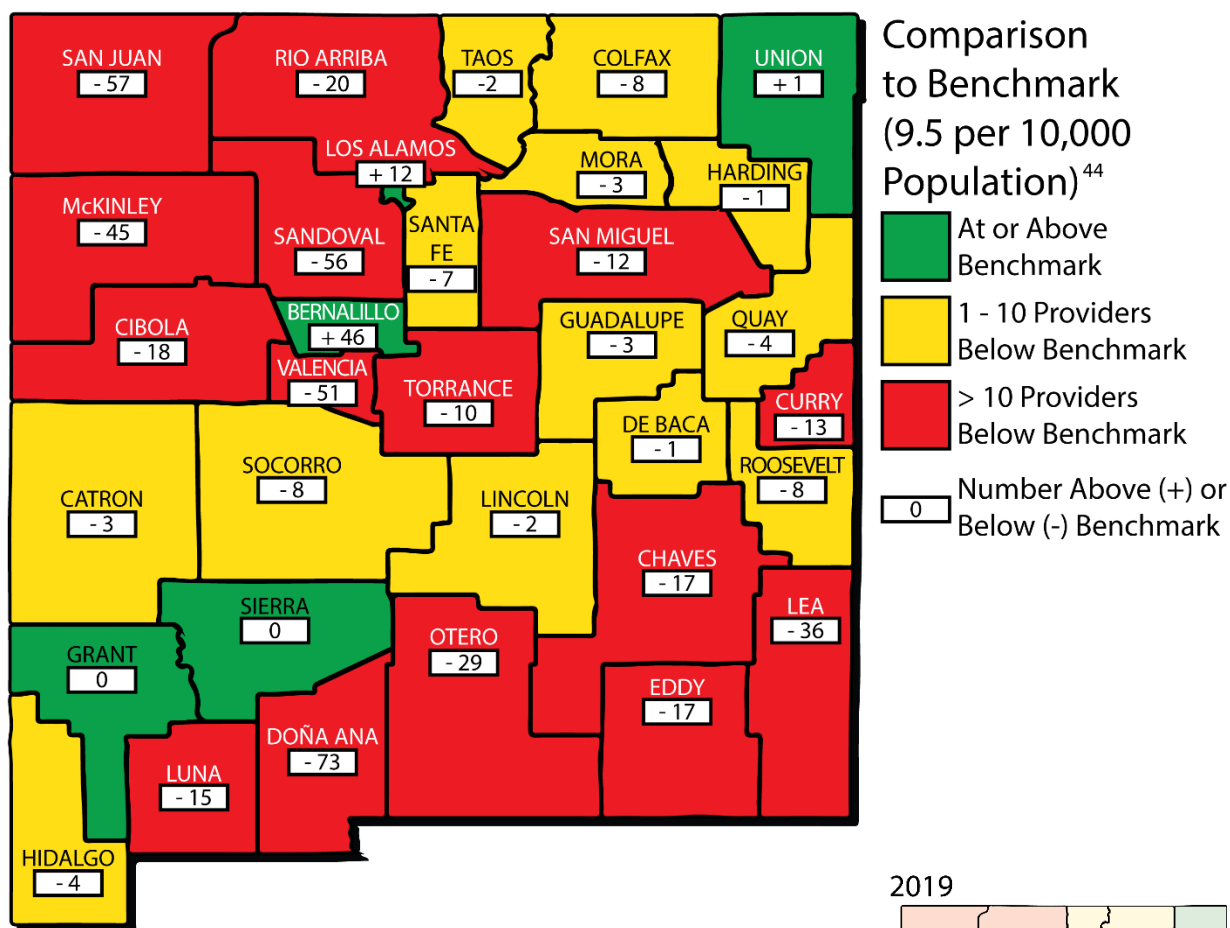 SAN JUAN
- 57
RIO ARRIBA
- 20
TAOS
-2
COLFAX
- 8
UNION
+ 1
LOS ALAMOS
+ 12
MORA
- 3
HARDING
- 1
McKINLEY
- 45
SANDOVAL
- 56
SANTA
FE
- 7
SAN MIGUEL
- 12
CIBOLA
- 18
BERNALILLO
+ 46
VALENCIA
- 51
TORRANCE
- 10
GUADALUPE
- 3
QUAY
- 4
CURRY
- 13
DE BACA
- 1
ROOSEVELT
- 8
CATRON
- 3
SOCORRO
- 8
LINCOLN
- 2
CHAVES
- 17
LEA
- 36
SIERRA
0
GRANT
0
OTERO
- 29
EDDY
- 17
DOÑA ANA
- 73
LUNA
- 15
HIDALGO
- 4
Comparison
to Benchmark
(9.5 per 10,000
Population) 44
At or Above
Benchmark
1 - 10 Providers
Below Benchmark
> 10 Providers
Below Benchmark
0
Number Above (+) or
Below (-) Benchmark
2019